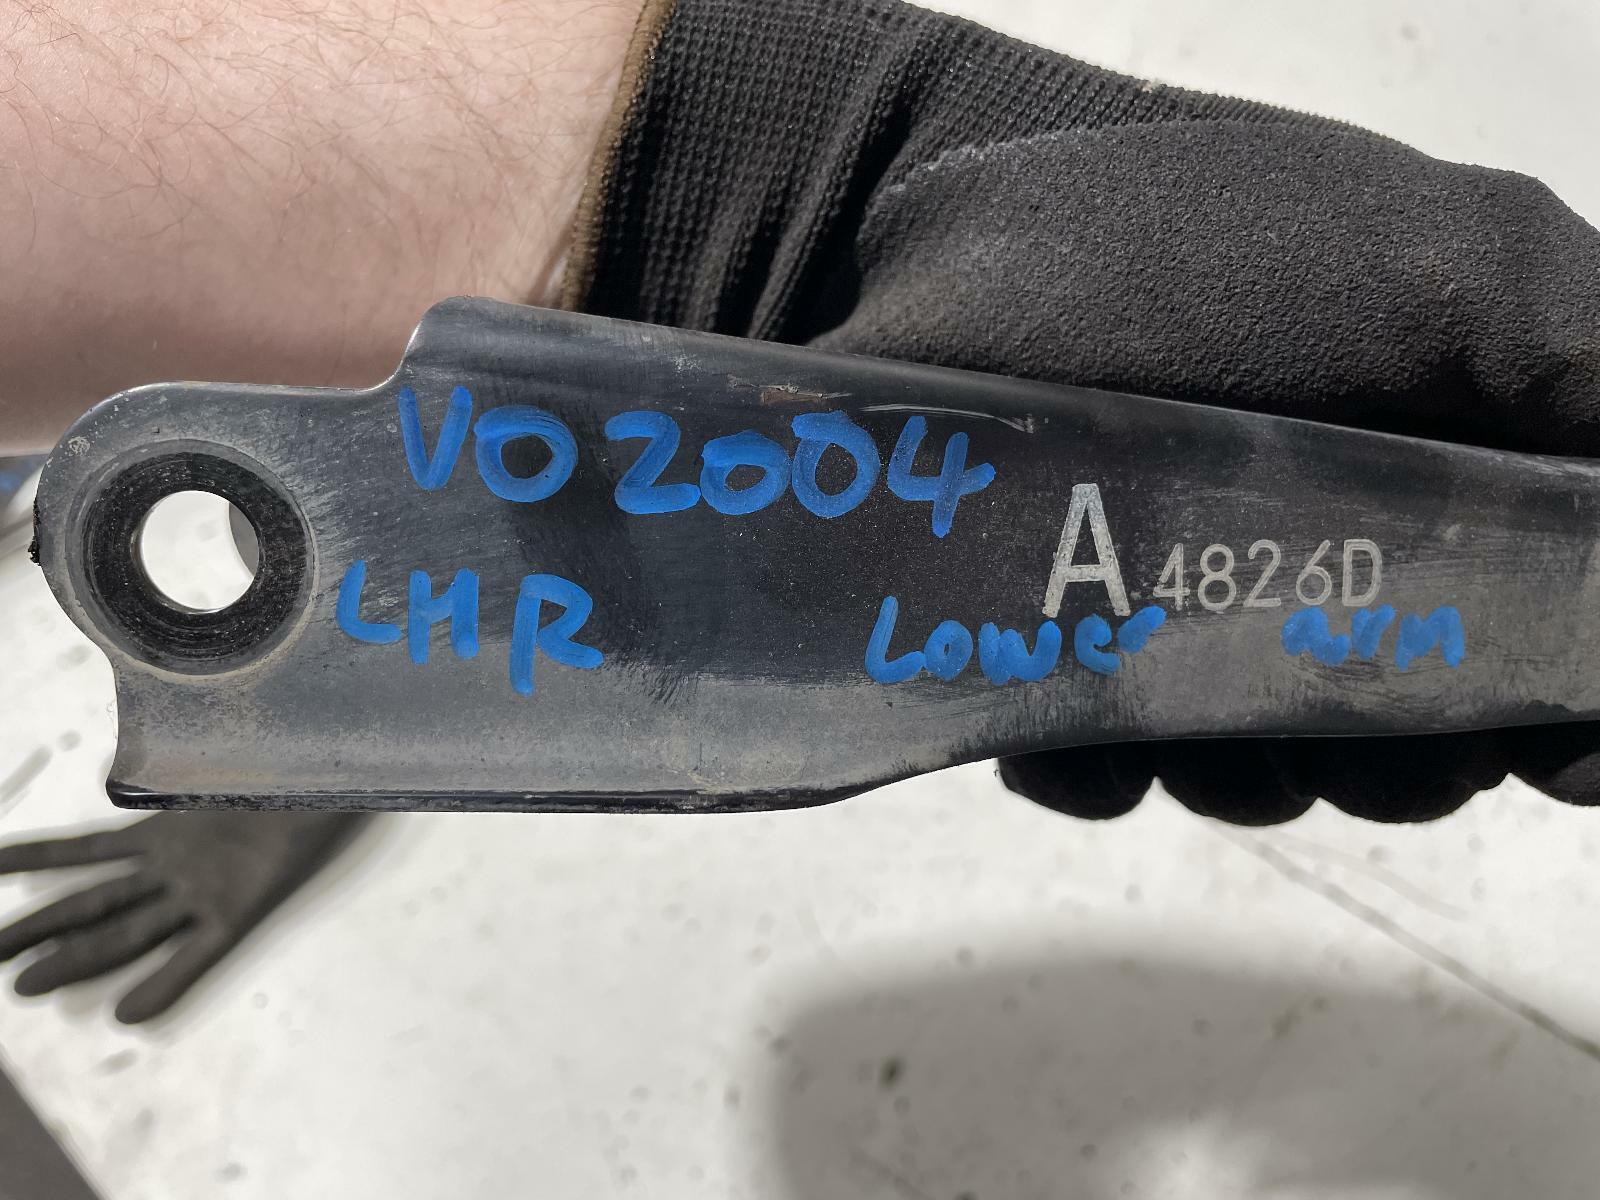 VO2004
A 4826D
LHR Lower arm